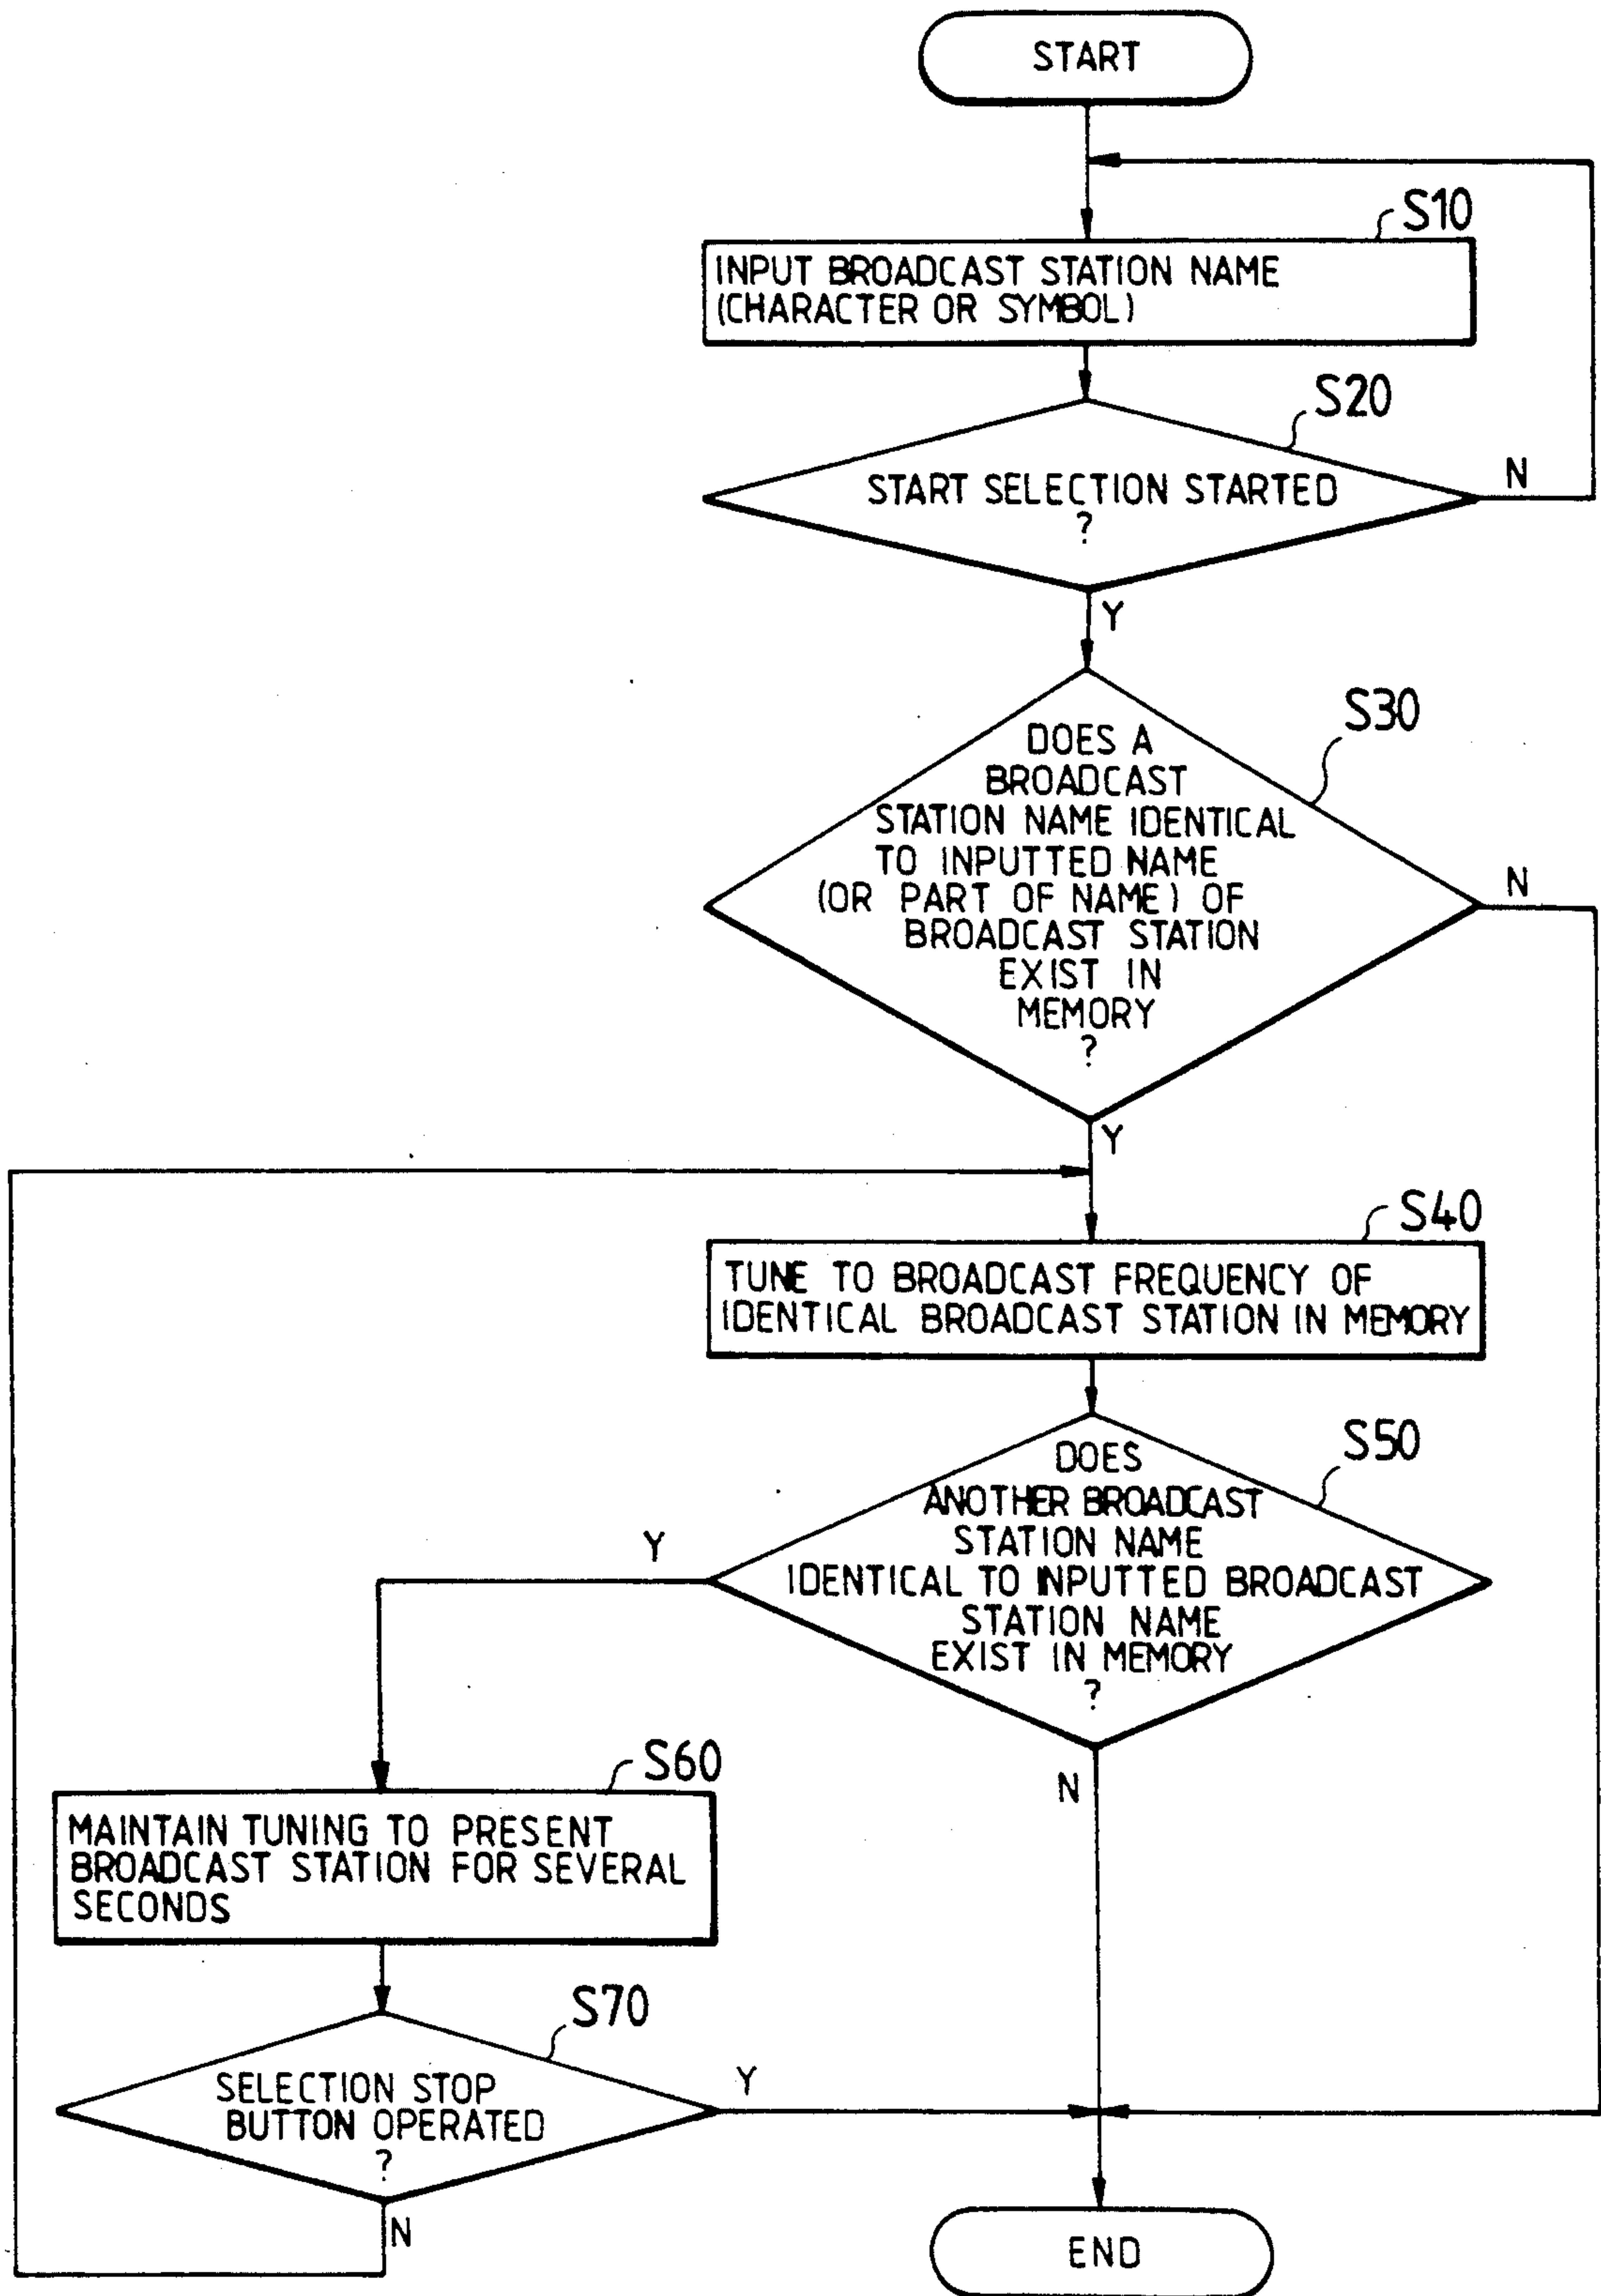 START
S10
INPUT BROADCAST STATION NAME
(CHARACTER OR SYMBOL)
S20
START SELECTION STARTED
?
N
Y
S30
DOES A
BROADCAST
STATION NAME IDENTICAL
TO INPUTTED NAME
(OR PART OF NAME) OF
BROADCAST STATION
EXIST IN
MEMORY
?
N
Y
S40
TUNE TO BROADCAST FREQUENCY OF
IDENTICAL BROADCAST STATION IN MEMORY
S50
DOES
ANOTHER BROADCAST
STATION NAME
IDENTICAL TO INPUTTED BROADCAST
STATION NAME
EXIST IN MEMORY
?
Y
N
S60
MAINTAIN TUNING TO PRESENT
BROADCAST STATION FOR SEVERAL
SECONDS
S70
SELECTION STOP
BUTTON OPERATED
?
Y
N
END